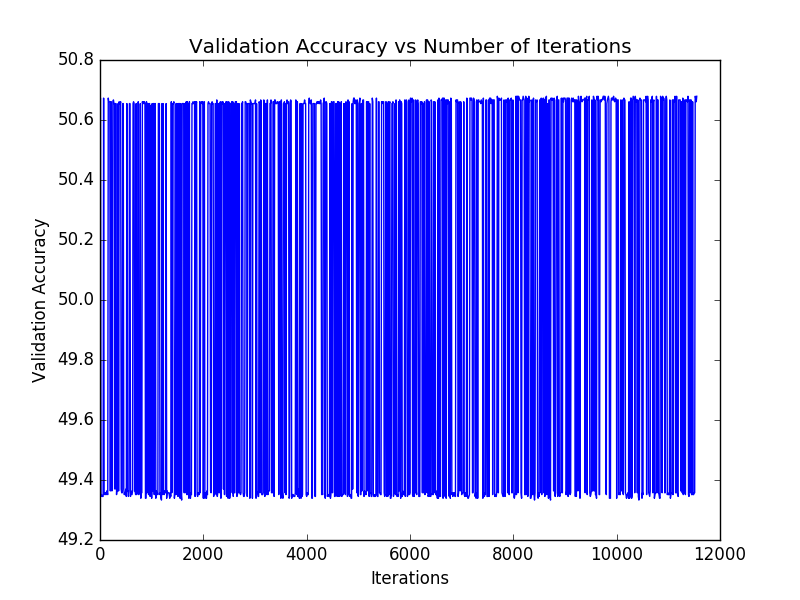 Validation Accuracy vs Number of Iterations
50.8
50.6
50.4
50.2
50.0
49.8
49.6
49.4
49.2
Validation Accuracy
0 2000 4000 6000 8000 10000 12000
Iterations